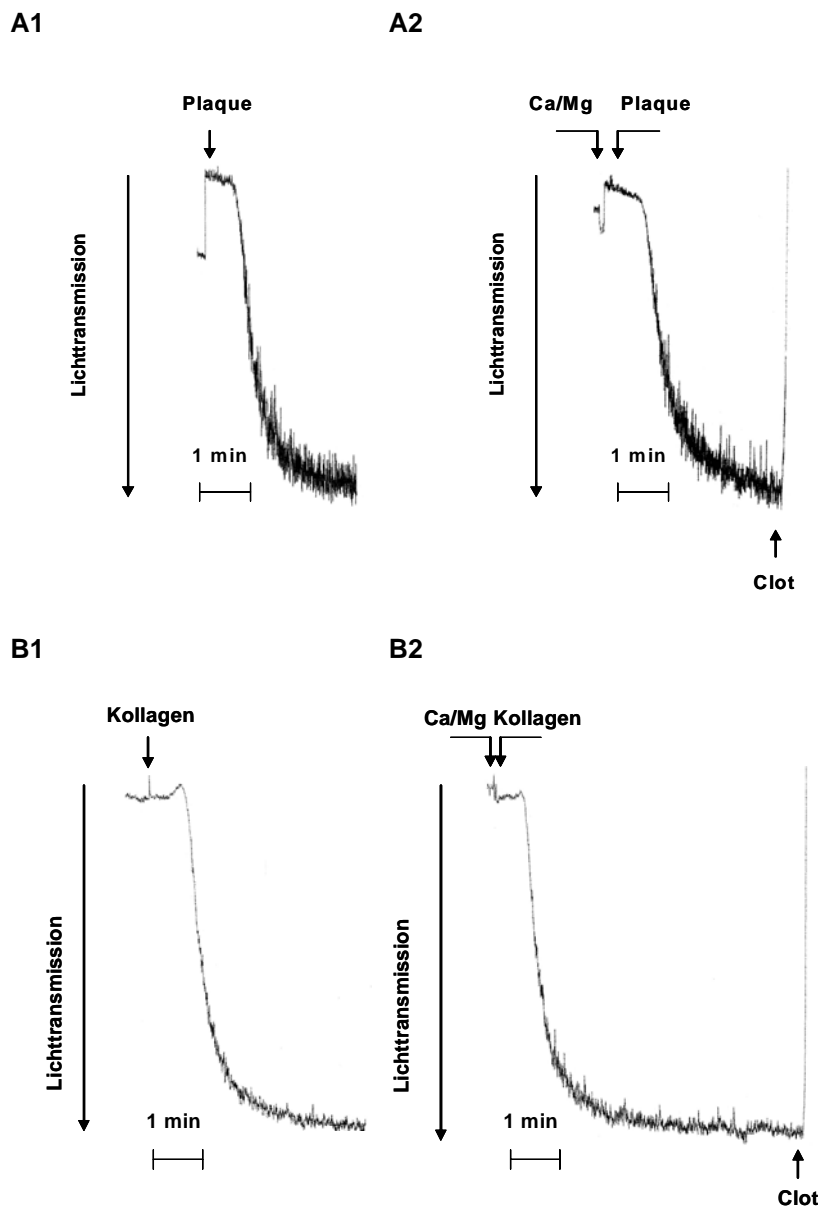 A1
A2
Plaque
Ca/Mg Plaque
Lichttransmission
Lichttransmission
1 min
1 min
Clot
B1
B2
Kollagen
Ca/Mg Kollagen
Lichttransmission
Lichttransmission
1 min
1 min
Clot